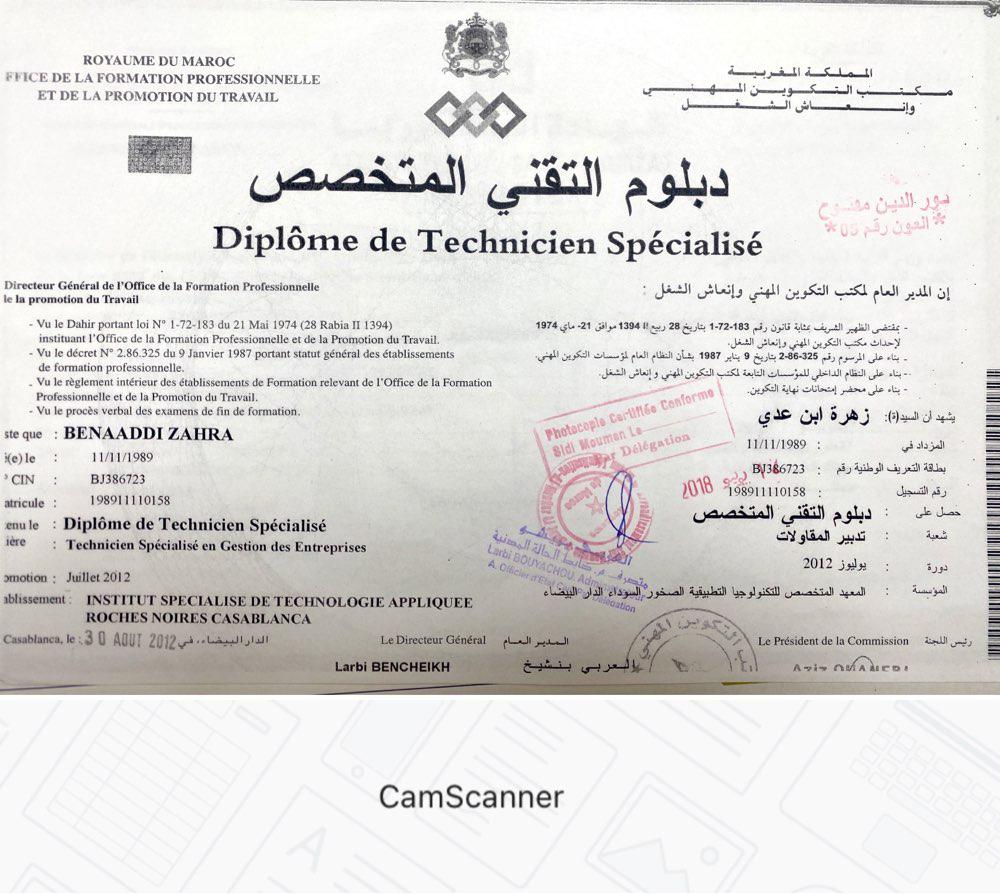 ROYAUME DU MAROC
FFICE DE LA FORMATION PROFESSIONNELLE
ET DE LA PROMOTION DU TRAVAIL
المملكة المغربية
مكتب التكوين المهني
وإنعاش الشغل
دبلوم التقني المتخصص
Diplôme de Technicien Spécialisé
نور الدين مفتوح
*العون رقم 05*
Directeur Général de l'Office de la Formation Professionnelle
le la promotion du Travail
إن المدير العام لمكتب التكوين المهني وإنعاش الشغل :
- Vu le Dahir portant loi N° 1-72-183 du 21 Mai 1974 (28 Rabia II 1394)
instituant l'Office de la Formation Professionnelle et de la Promotion du Travail.
- Vu le décret N° 2.86.325 du 9 Janvier 1987 portant statut général des établissements
de formation professionnelle.
- Vu le règlement intérieur des établissements de Formation relevant de l'Office de la Formation
Professionnelle et de la Promotion du Travail.
- Vu le procès verbal des examens de fin de formation.
- بمقتضى الظهير الشريف بمثابة قانون رقم 183-72-1 بتاريخ 28 ربيع II 1394 موافق 21- ماي 1974
لإحداث مكتب التكوين المهني وإنعاش الشغل.
- بناء على المرسوم رقم 325-86-2 بتاريخ 9 يناير 1987 بشأن النظام العام لمؤسسات التكوين المهني.
- بناء على النظام الداخلي للمؤسسات التابعة لمكتب التكوين المهني و إنعاش الشغل.
- بناء على محضر إمتحانات نهاية التكوين.
ste que : BENAADDI ZAHRA
يشهد أن السيد(ة): زهرة ابن عدي
i(e) le : 11/11/1989
المزداد في : 11/11/1989
CIN : BJ386723
بطاقة التعريف الوطنية رقم : BJ386723
atricule : 198911110158
رقم التسجيل : 198911110158
enu le : Diplôme de Technicien Spécialisé
حصل على : دبلوم التقني المتخصص
ière : Technicien Spécialisé en Gestion des Entreprises
شعبة : تدبير المقاولات
omotion : Juillet 2012
دورة : يوليوز 2012
ablissement : INSTITUT SPECIALISE DE TECHNOLOGIE APPLIQUEE
ROCHES NOIRES CASABLANCA
المؤسسة : المعهد المتخصص للتكنولوجيا التطبيقية الصخور السوداء الدار البيضاء
Photocopie Certifiée Conforme
Sidi Moumen Le
Par Délégation
2018
متصرف م. ضابط الحالة المدنية
Larbi BOUYACHOU, Administrateur
A. Officier d'Etat Civil Délégation
Casablanca, le : 30 AOUT 2012 الدار البيضاء، في
Le Directeur Général المدير العام
Le Président de la Commission رئيس اللجنة
Larbi BENCHEIKH العربي بنشيخ
CamScanner